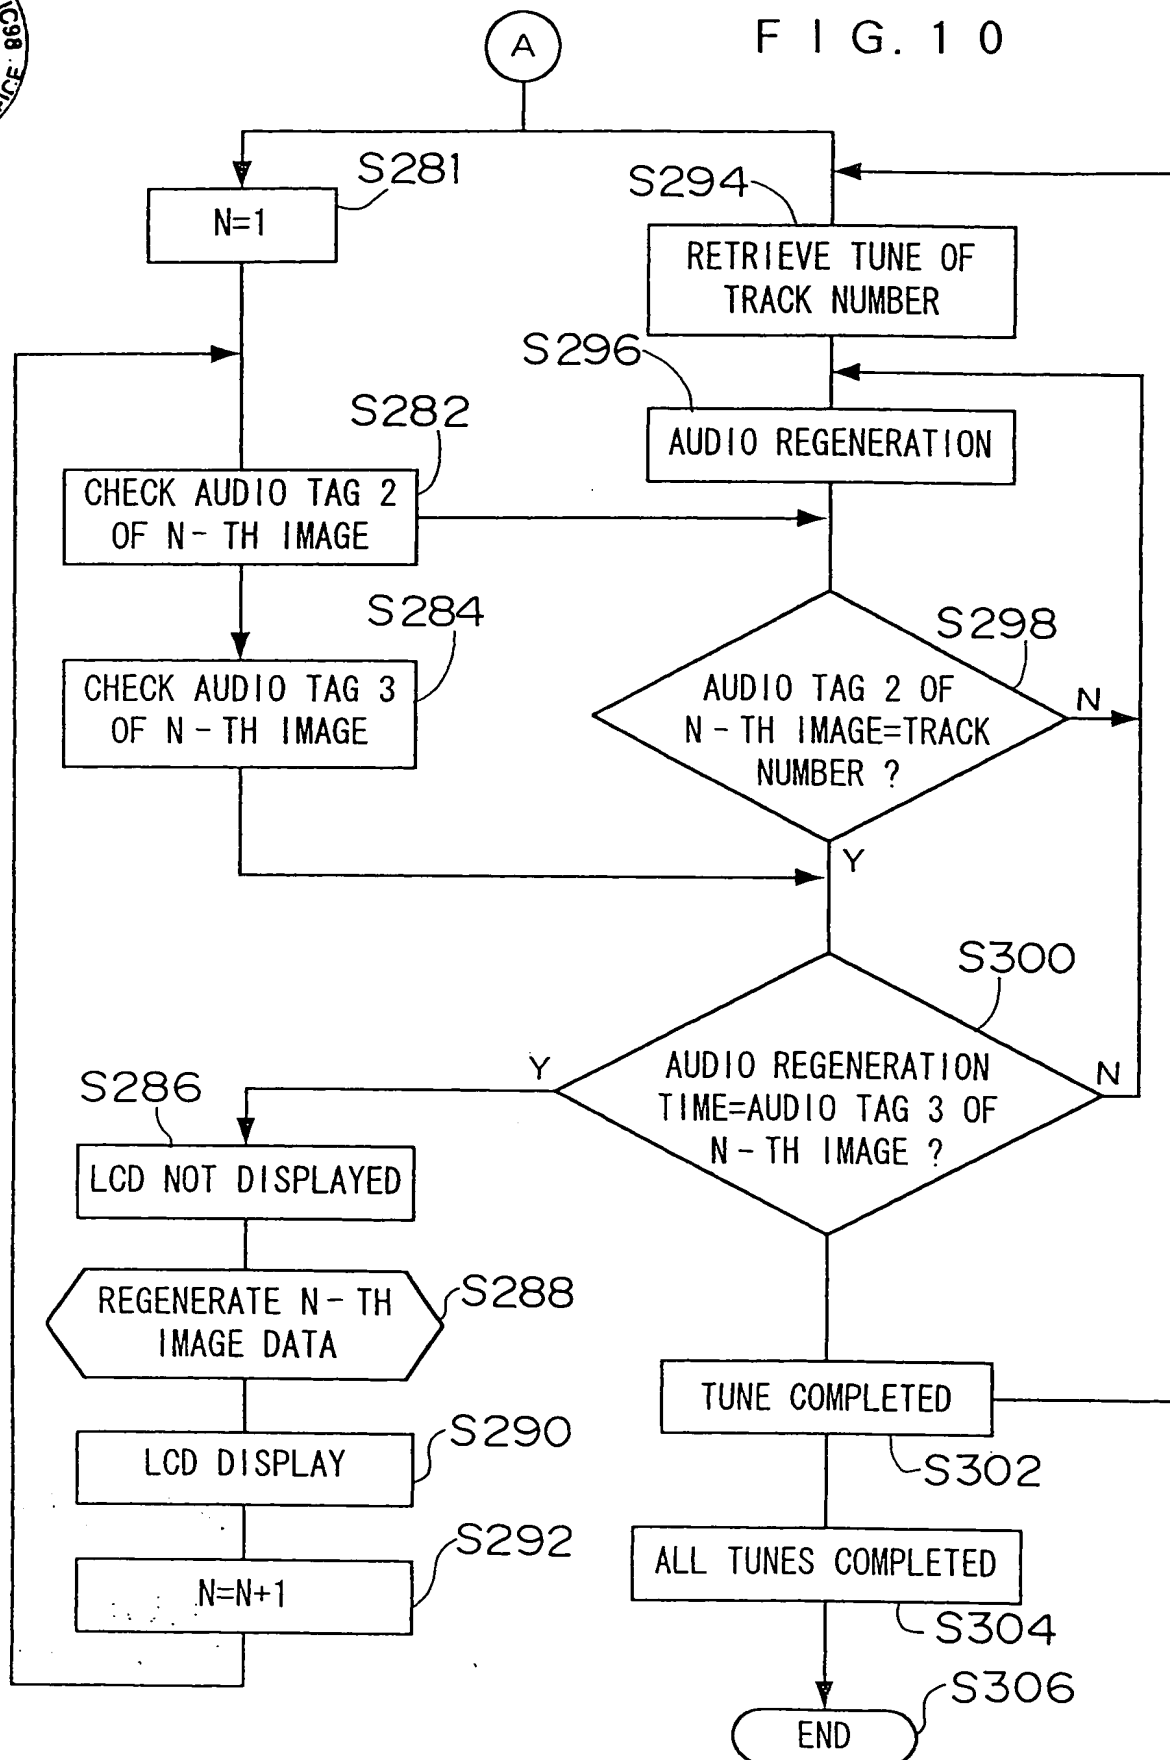 FIG.10
A
S281
N=1
S294
RETRIEVE TUNE OF
TRACK NUMBER
S296
AUDIO REGENERATION
S282
CHECK AUDIO TAG 2
OF N-TH IMAGE
S284
CHECK AUDIO TAG 3
OF N-TH IMAGE
S298
AUDIO TAG 2 OF
N-TH IMAGE=TRACK
NUMBER ?
N
Y
S300
AUDIO REGENERATION
TIME=AUDIO TAG 3 OF
N-TH IMAGE ?
N
Y
S286
LCD NOT DISPLAYED
REGENERATE N-TH
IMAGE DATA
S288
LCD DISPLAY
S290
N=N+1
S292
TUNE COMPLETED
S302
ALL TUNES COMPLETED
S304
S306
END